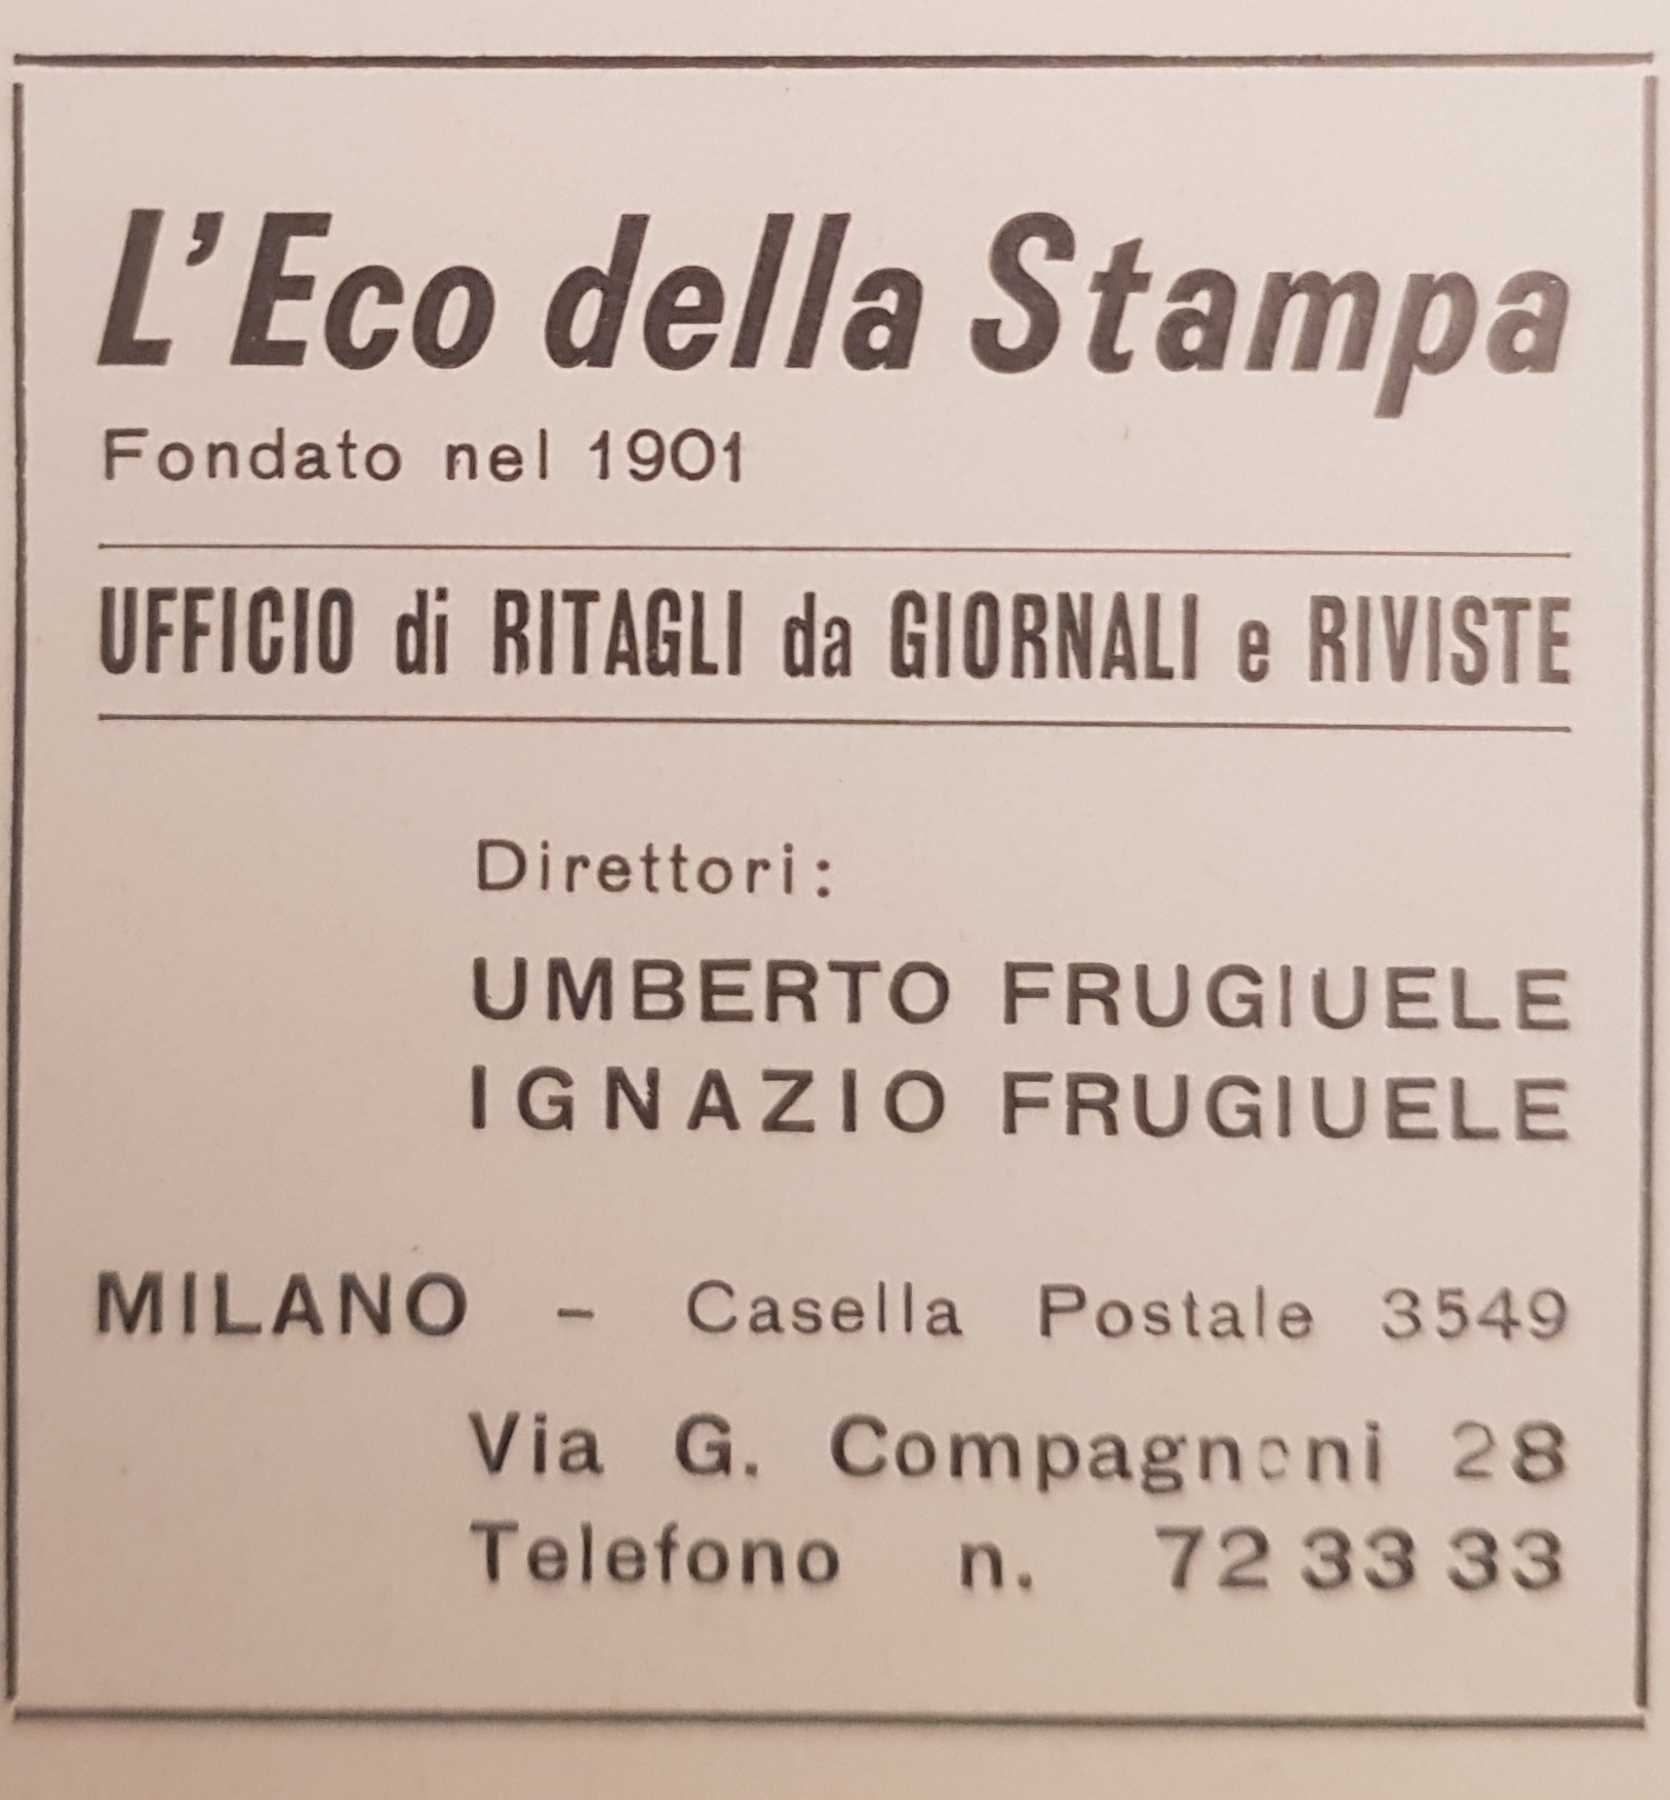 L'Eco della Stampa
Fondato nel 1901
UFFICIO di RITAGLI da GIORNALI e RIVISTE
Direttori:
UMBERTO FRUGIUELE
IGNAZIO FRUGIUELE
MILANO - Casella Postale 3549
Via G. Compagnoni 28
Telefono n. 72 33 33